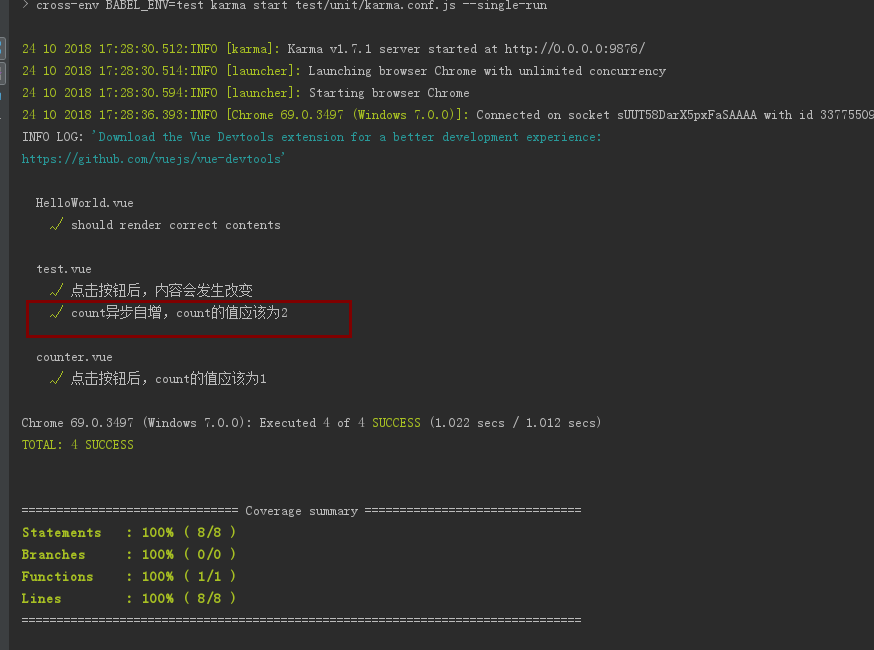 > cross-env BABEL_ENV=test karma start test/unit/karma.conf.js --single-run
24 10 2018 17:28:30.512:INFO [karma]: Karma v1.7.1 server started at http://0.0.0.0:9876/
24 10 2018 17:28:30.514:INFO [launcher]: Launching browser Chrome with unlimited concurrency
24 10 2018 17:28:30.594:INFO [launcher]: Starting browser Chrome
24 10 2018 17:28:36.393:INFO [Chrome 69.0.3497 (Windows 7.0.0)]: Connected on socket sUUT58DarX5pxFaSAAAA with id 33775509
INFO LOG: 'Download the Vue Devtools extension for a better development experience:
https://github.com/vuejs/vue-devtools'
HelloWorld.vue
✓ should render correct contents
test.vue
✓ 点击按钮后，内容会发生改变
✓ count异步自增，count的值应该为2
counter.vue
✓ 点击按钮后，count的值应该为1
Chrome 69.0.3497 (Windows 7.0.0): Executed 4 of 4 SUCCESS (1.022 secs / 1.012 secs)
TOTAL: 4 SUCCESS
=============================== Coverage summary ===============================
Statements   : 100% ( 8/8 )
Branches     : 100% ( 0/0 )
Functions    : 100% ( 1/1 )
Lines        : 100% ( 8/8 )
================================================================================